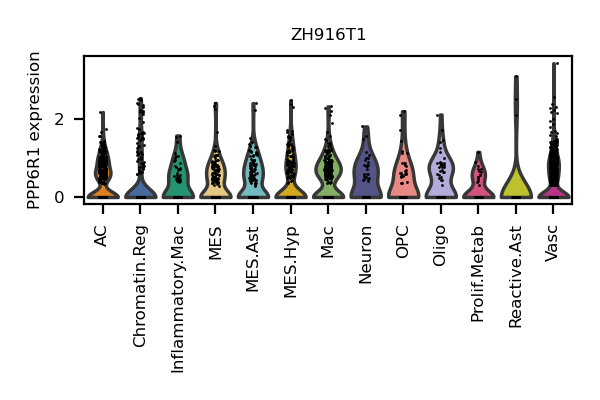 ZH916T1
PPP6R1 expression
2
0
AC
Chromatin.Reg
Inflammatory.Mac
MES
MES.Ast
MES.Hyp
Mac
Neuron
OPC
Oligo
Prolif.Metab
Reactive.Ast
Vasc